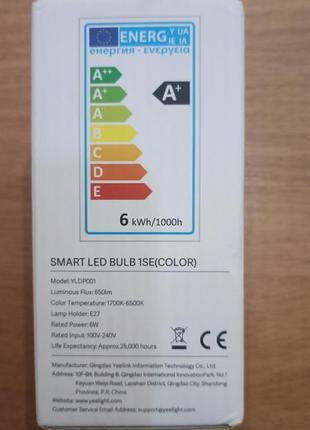 ENERG Y IJA IE IA
енергия · ενεργεια
A++
A+
A
B
C
D
E
A+
6 kWh/1000h
SMART LED BULB 1SE(COLOR)
Model: YLDP001
Luminous Flux: 650lm
Color Temperature:1700K-6500K
Lamp Holder: E27
Rated Power: 6W
Rated Input: 100V-240V
Life Expectancy: Approx.25,000 hours
CE
Manufacturer: Qingdao Yeelink Information Technology Co., Ltd.
Address: 10F-B4, Building B, International InnovationPark, No.1
Keyuan Weiyi Road, Laoshan District, Qingdao City, Shandong
Province, P.R. China
Website: www.yeelight.com
Customer Service Email Address: support@yeelight.com